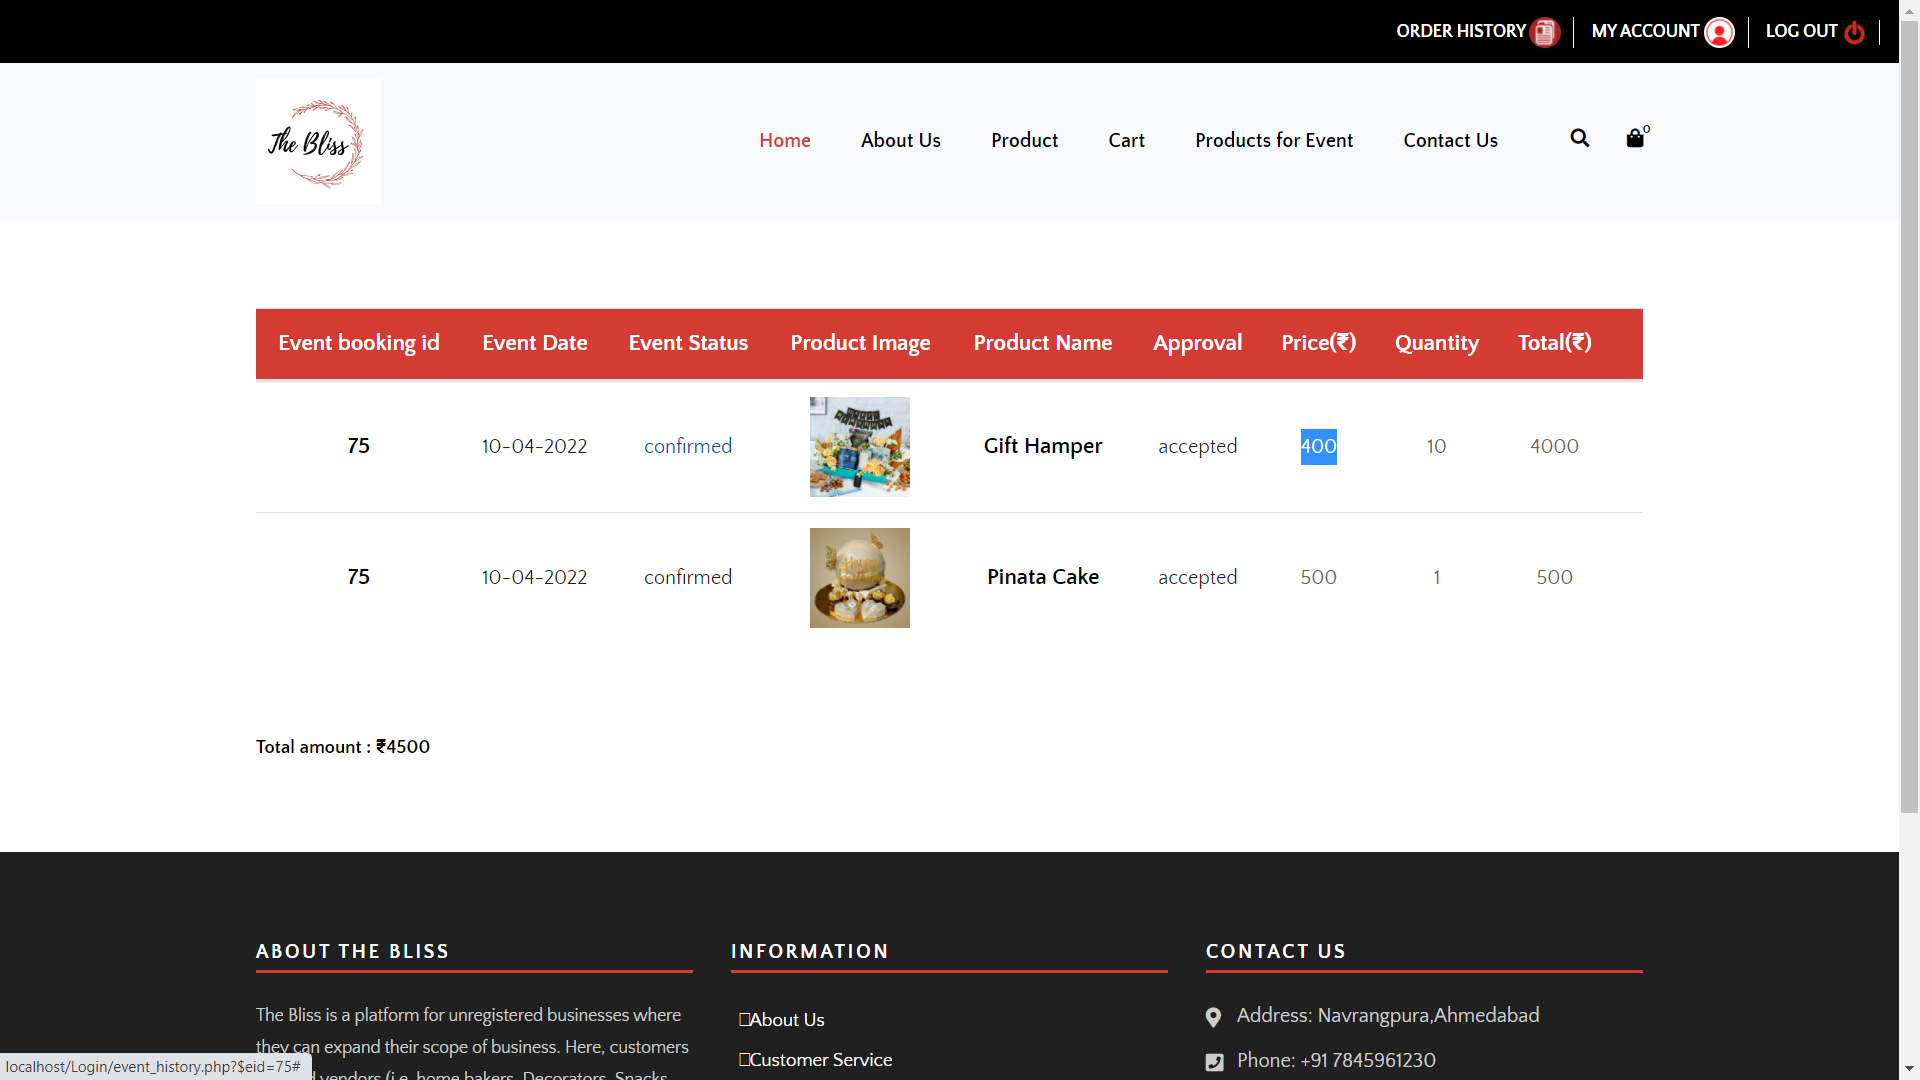 ORDER HISTORY MY ACCOUNT LOG OUT
The Bliss
Home About Us Product Cart Products for Event Contact Us 0
Event booking id Event Date Event Status Product Image Product Name Approval Price(₹) Quantity Total(₹)
75 10-04-2022 confirmed Gift Hamper accepted 400 10 4000
75 10-04-2022 confirmed Pinata Cake accepted 500 1 500
Total amount : ₹4500
ABOUT THE BLISS
The Bliss is a platform for unregistered businesses where
they can expand their scope of business. Here, customers
vendors (i.e. home bakers, Decorators, Snacks
INFORMATION
About Us
Customer Service
CONTACT US
Address: Navrangpura,Ahmedabad
Phone: +91 7845961230
localhost/Login/event_history.php?$eid=75#